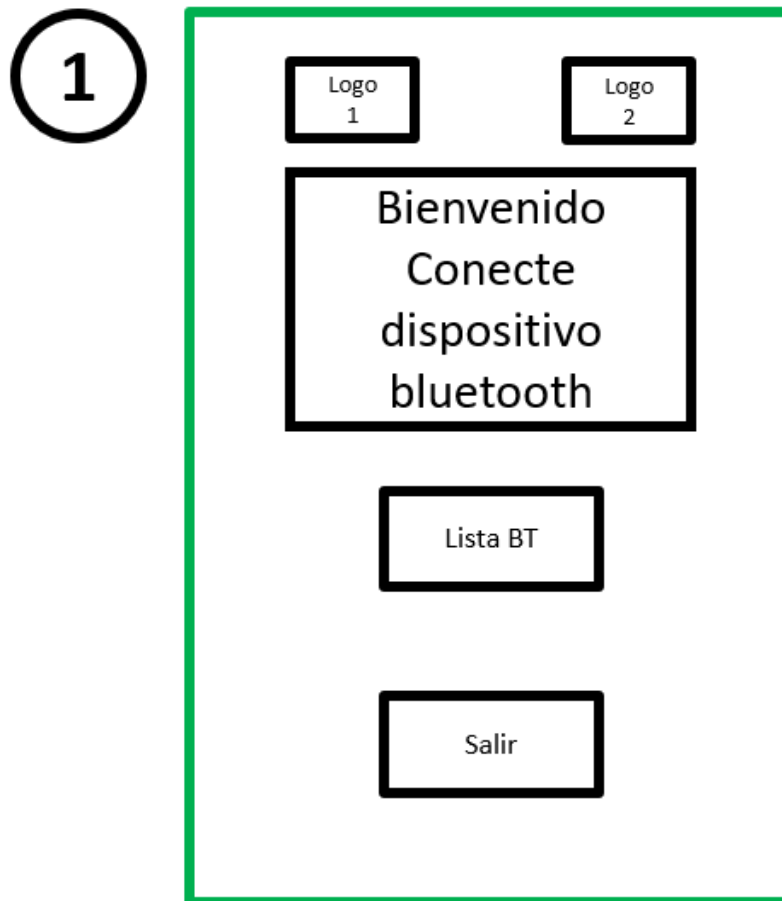 1
Logo
1
Logo
2
Bienvenido
Conecte
dispositivo
bluetooth
Lista BT
Salir